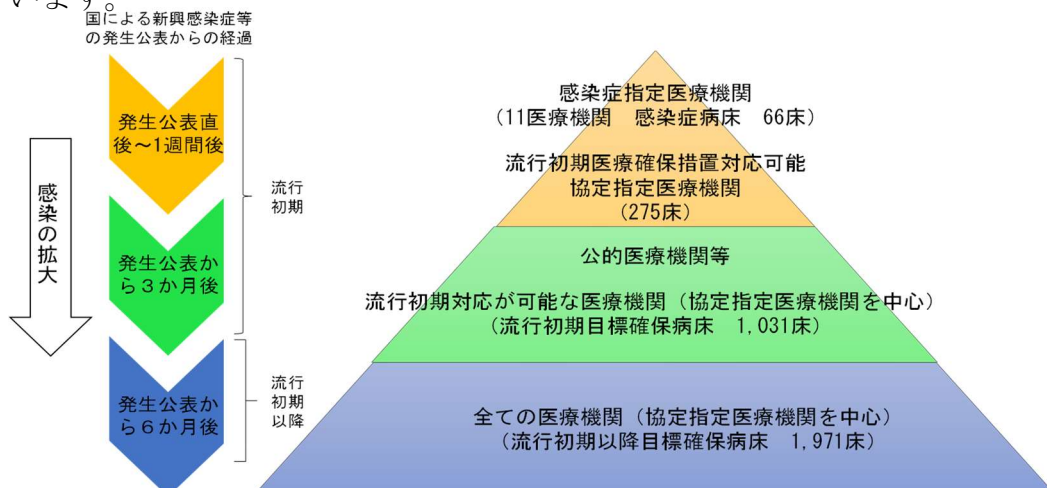 います。
国による新興感染症等
の発生公表からの経過
感染の拡大
発生公表直
後～1週間後
発生公表か
ら３か月後
発生公表か
ら６か月後
流行
初期
流行
初期
以降
感染症指定医療機関
（11医療機関　感染症病床　66床）
流行初期医療確保措置対応可能
協定指定医療機関
（275床）
公的医療機関等
流行初期対応が可能な医療機関（協定指定医療機関を中心）
（流行初期目標確保病床　1,031床）
全ての医療機関（協定指定医療機関を中心）
（流行初期以降目標確保病床　1,971床）